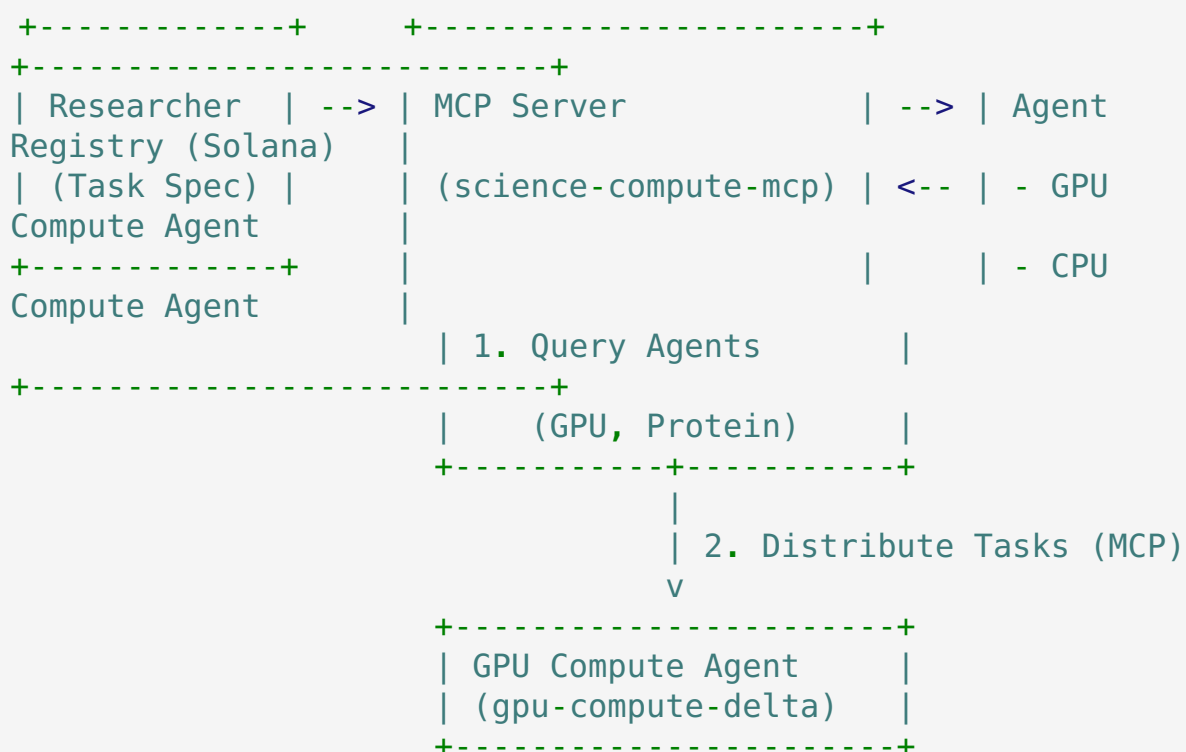 +-------------+     +-----------------------+
+---------------------------+
| Researcher  | --> | MCP Server            | --> | Agent
Registry (Solana)   |
| (Task Spec) |     | (science-compute-mcp) | <-- | - GPU
Compute Agent       |
+-------------+     |                       |     | - CPU
Compute Agent       |
                      | 1. Query Agents       |
+---------------------------+
                      |    (GPU, Protein)     |
                      +-----------+-----------+
                                  |
                                  | 2. Distribute Tasks (MCP)
                                  v
                      +-----------------------+
                      | GPU Compute Agent     |
                      | (gpu-compute-delta)   |
                      +-----------------------+